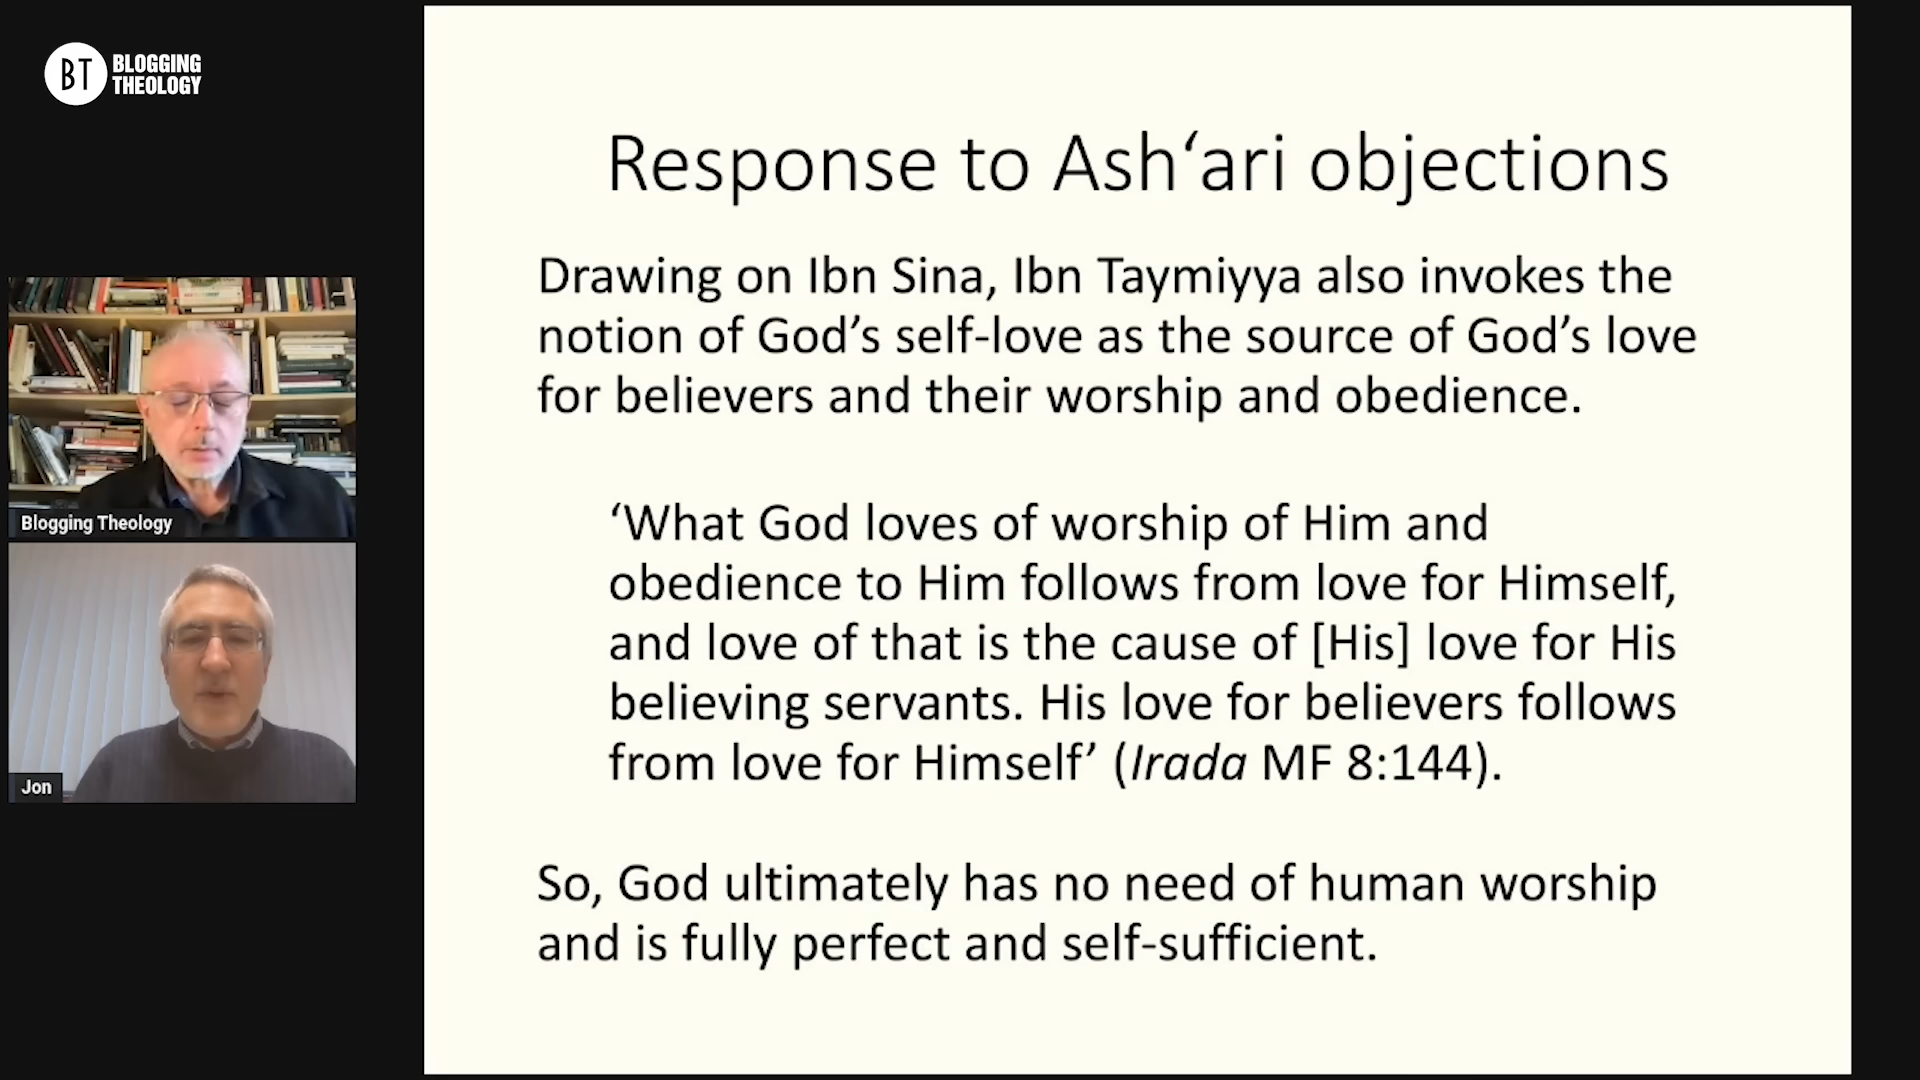 BT BLOGGING
THEOLOGY
Response to Ash‘ari objections
Drawing on Ibn Sina, Ibn Taymiyya also invokes the
notion of God’s self-love as the source of God’s love
for believers and their worship and obedience.
‘What God loves of worship of Him and
obedience to Him follows from love for Himself,
and love of that is the cause of [His] love for His
believing servants. His love for believers follows
from love for Himself’ (Irada MF 8:144).
So, God ultimately has no need of human worship
and is fully perfect and self-sufficient.
Blogging Theology
Jon